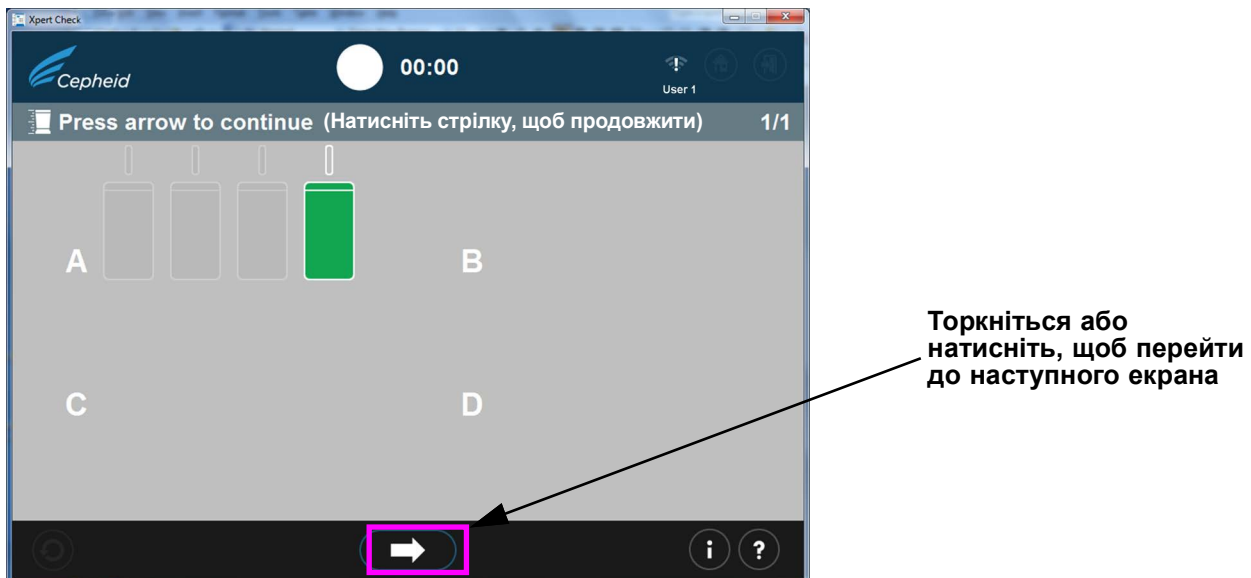 Xpert Check
Cepheid
00:00
User 1
Press arrow to continue (Натисніть стрілку, щоб продовжити) 1/1
A
B
C
D
i ?
Торкніться або
натисніть, щоб перейти
до наступного екрана